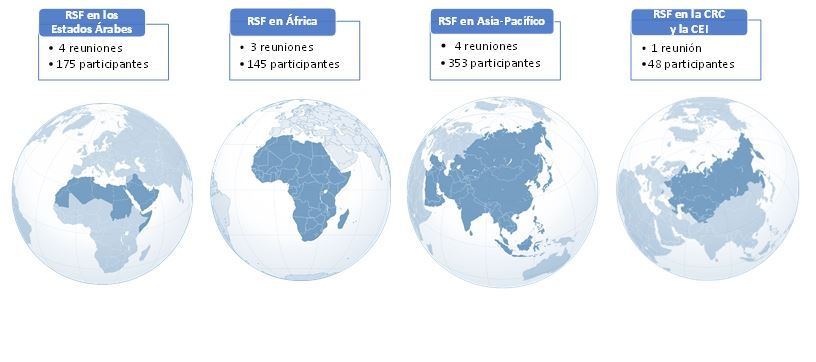 RSF en los
Estados Árabes
• 4 reuniones
• 175 participantes
RSF en África
• 3 reuniones
• 145 participantes
RSF en Asia-Pacífico
• 4 reuniones
• 353 participantes
RSF en la CRC
y la CEI
• 1 reunión
• 48 participantes